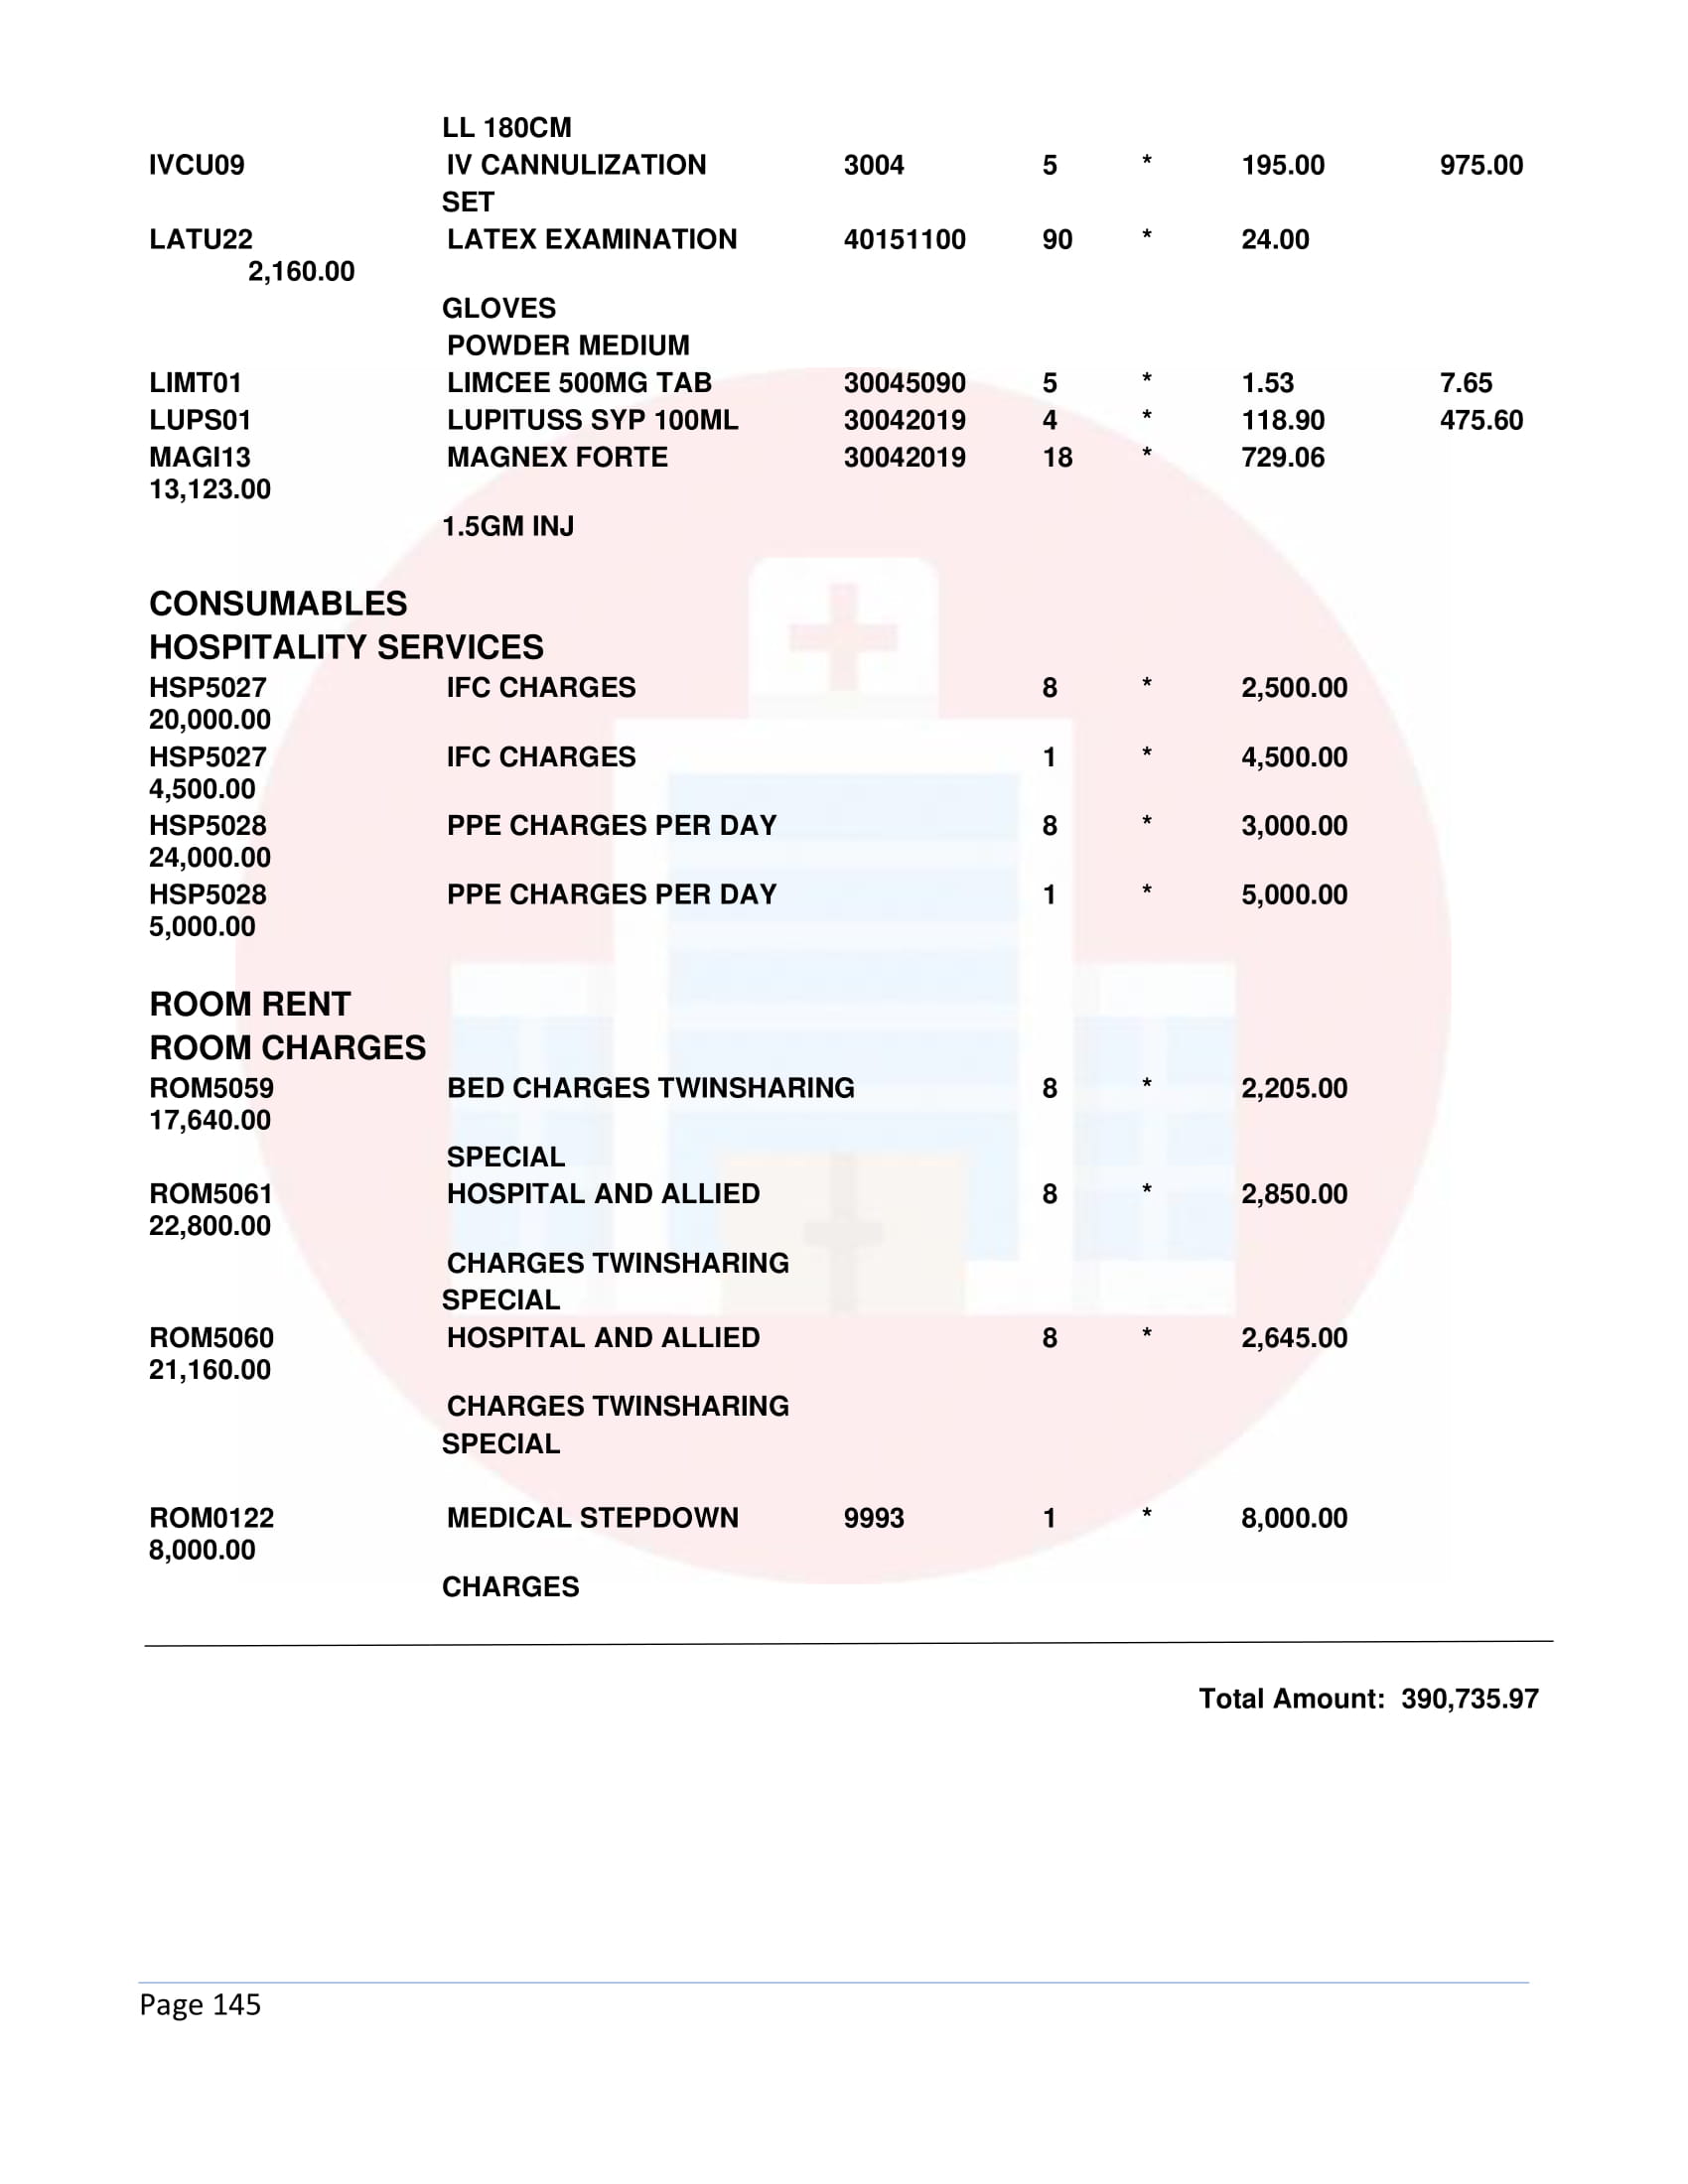 LL 180CM
IVCU09 IV CANNULIZATION 3004 5 * 195.00 975.00
SET
LATU22 LATEX EXAMINATION 40151100 90 * 24.00
2,160.00
GLOVES
POWDER MEDIUM
LIMT01 LIMCEE 500MG TAB 30045090 5 * 1.53 7.65
LUPS01 LUPITUSS SYP 100ML 30042019 4 * 118.90 475.60
MAGI13 MAGNEX FORTE 30042019 18 * 729.06
13,123.00
1.5GM INJ
CONSUMABLES
HOSPITALITY SERVICES
HSP5027 IFC CHARGES 8 * 2,500.00
20,000.00
HSP5027 IFC CHARGES 1 * 4,500.00
4,500.00
HSP5028 PPE CHARGES PER DAY 8 * 3,000.00
24,000.00
HSP5028 PPE CHARGES PER DAY 1 * 5,000.00
5,000.00
ROOM RENT
ROOM CHARGES
ROM5059 BED CHARGES TWINSHARING 8 * 2,205.00
17,640.00
SPECIAL
ROM5061 HOSPITAL AND ALLIED 8 * 2,850.00
22,800.00
CHARGES TWINSHARING
SPECIAL
ROM5060 HOSPITAL AND ALLIED 8 * 2,645.00
21,160.00
CHARGES TWINSHARING
SPECIAL
ROM0122 MEDICAL STEPDOWN 9993 1 * 8,000.00
8,000.00
CHARGES
Total Amount: 390,735.97
Page 145